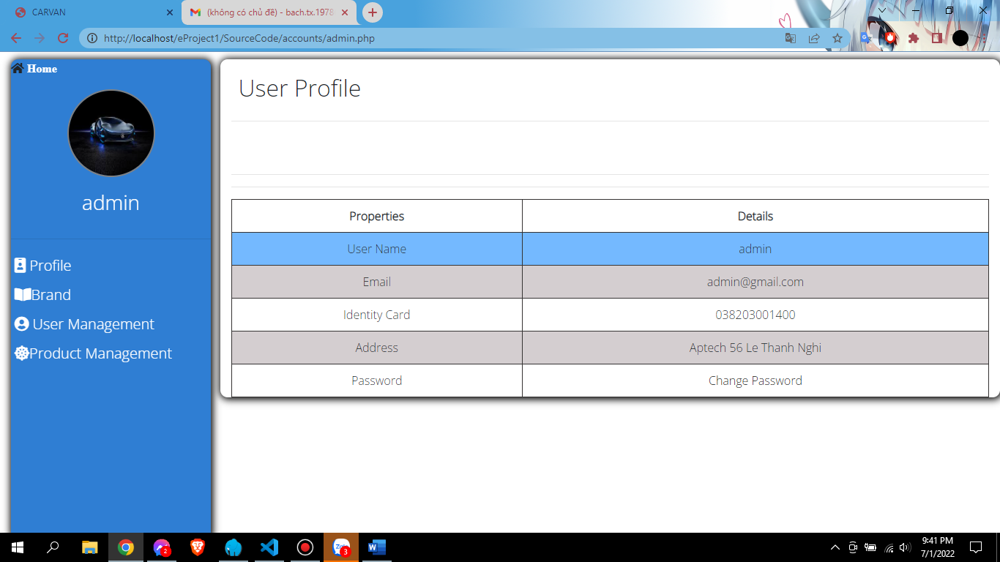 CARVAN
(không có chủ đề) - bach.tx.1978
http://localhost/eProject1/SourceCode/accounts/admin.php
Home
admin
Profile
Brand
User Management
Product Management
User Profile
Properties Details
User Name admin
Email admin@gmail.com
Identity Card 038203001400
Address Aptech 56 Le Thanh Nghi
Password Change Password
2
3
9:41 PM
7/1/2022